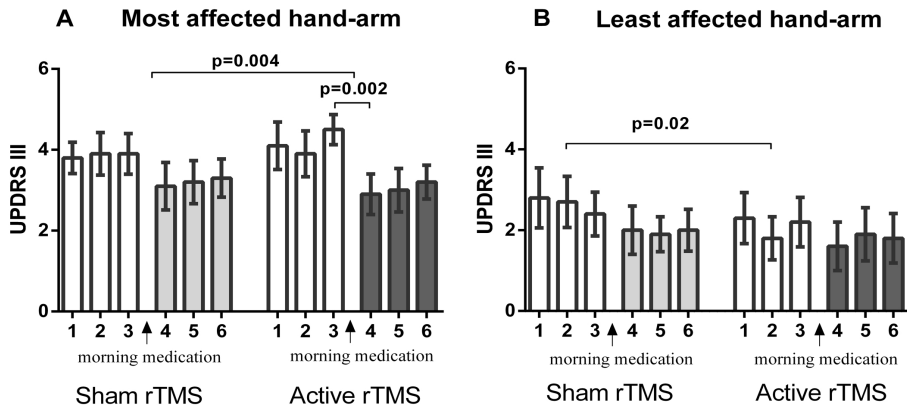 A Most affected hand-arm
UPDRS III
6
4
2
0
p=0.004
p=0.002
1 2 3 4 5 6 1 2 3 4 5 6
morning medication morning medication
Sham rTMS Active rTMS
B Least affected hand-arm
UPDRS III
6
4
2
0
p=0.02
1 2 3 4 5 6 1 2 3 4 5 6
morning medication morning medication
Sham rTMS Active rTMS